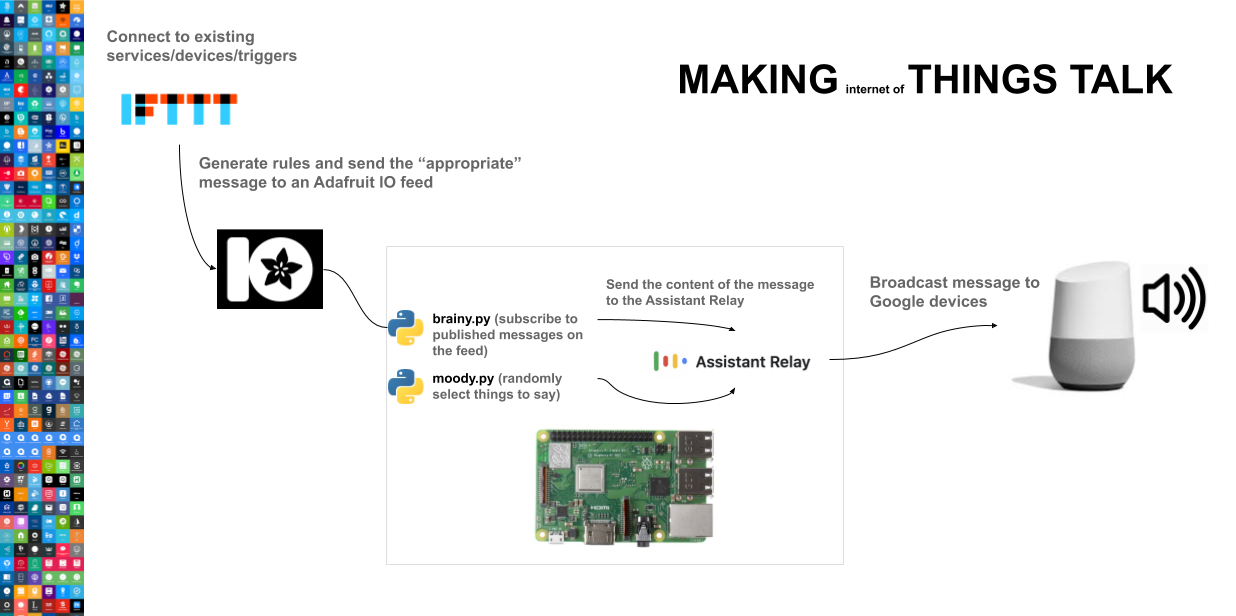 Connect to existing
services/devices/triggers
MAKING internet of THINGS TALK
IFTTT
Generate rules and send the “appropriate”
message to an Adafruit IO feed
IO
Send the content of the message
to the Assistant Relay
Broadcast message to
Google devices
brainy.py (subscribe to
published messages on
the feed)
Assistant Relay
moody.py (randomly
select things to say)
HDMI